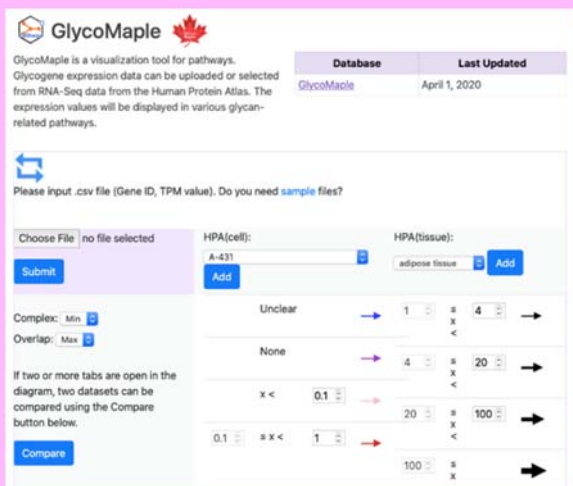 GlycoMaple
GlycoMaple is a visualization tool for pathways.
Glycogene expression data can be uploaded or selected
from RNA-Seq data from the Human Protein Atlas. The
expression values will be displayed in various glycan-
related pathways.
Database Last Updated
GlycoMaple April 1, 2020
Please input .csv file (Gene ID, TPM value). Do you need sample files?
Choose File no file selected
Submit
HPA(cell):
A-431
Add
HPA(tissue):
adipose tissue Add
Complex: Min
Overlap: Max
If two or more tabs are open in the
diagram, two datasets can be
compared using the Compare
button below.
Compare
Unclear
None
x < 0.1
0.1 ≤ x < 1
1 ≤ x < 4
4 ≤ x < 20
20 ≤ x < 100
100 ≤ x